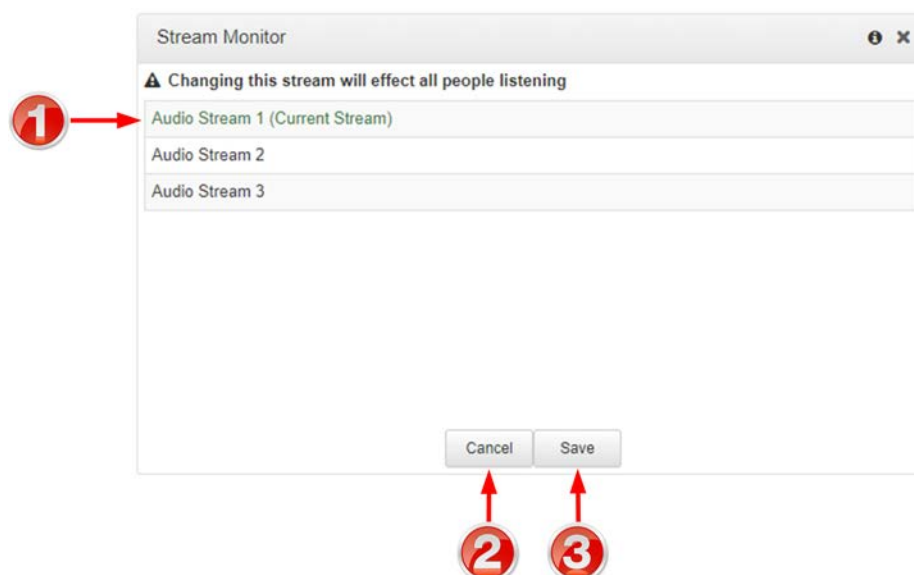 Stream Monitor
Changing this stream will effect all people listening
1
Audio Stream 1 (Current Stream)
Audio Stream 2
Audio Stream 3
Cancel Save
2 3